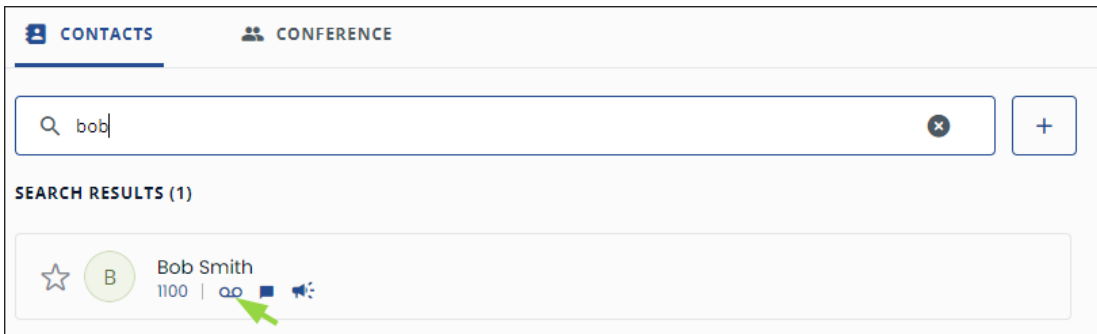 CONTACTS CONFERENCE
bob
+
SEARCH RESULTS (1)
B Bob Smith
1100 |